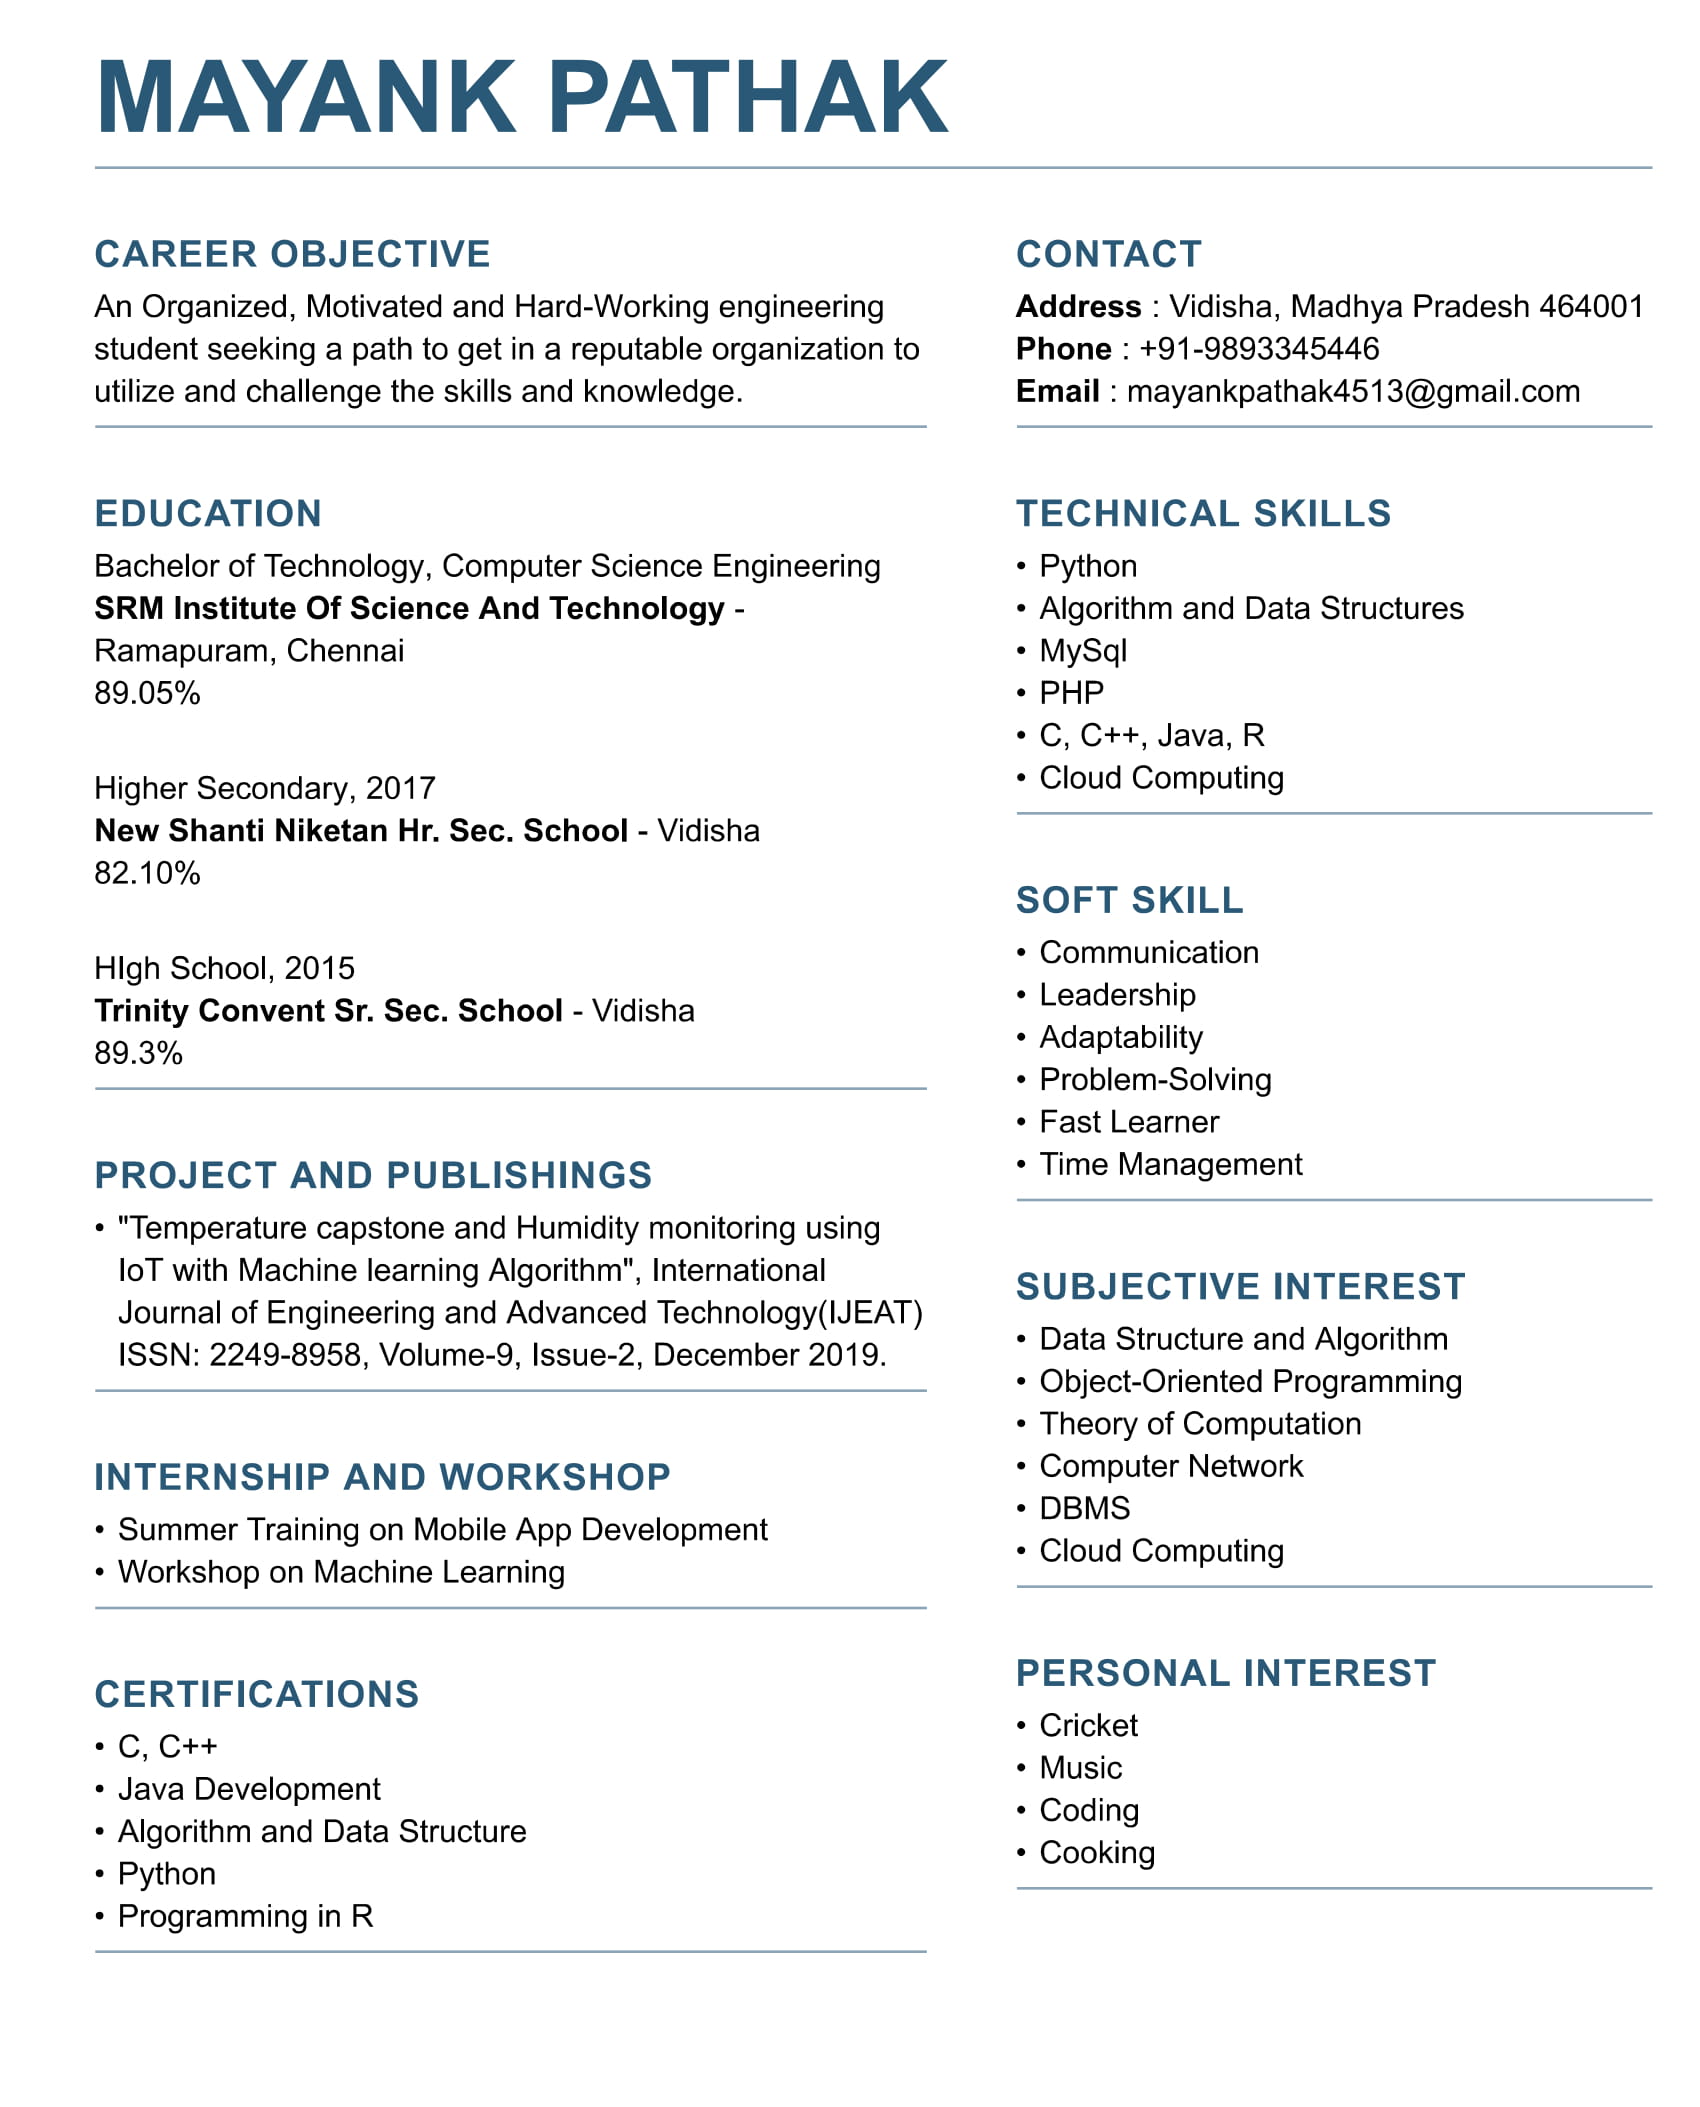 MAYANK PATHAK
CAREER OBJECTIVE
An Organized, Motivated and Hard-Working engineering
student seeking a path to get in a reputable organization to
utilize and challenge the skills and knowledge.
EDUCATION
Bachelor of Technology, Computer Science Engineering
SRM Institute Of Science And Technology -
Ramapuram, Chennai
89.05%
Higher Secondary, 2017
New Shanti Niketan Hr. Sec. School - Vidisha
82.10%
HIgh School, 2015
Trinity Convent Sr. Sec. School - Vidisha
89.3%
PROJECT AND PUBLISHINGS
• "Temperature capstone and Humidity monitoring using
IoT with Machine learning Algorithm", International
Journal of Engineering and Advanced Technology(IJEAT)
ISSN: 2249-8958, Volume-9, Issue-2, December 2019.
INTERNSHIP AND WORKSHOP
• Summer Training on Mobile App Development
• Workshop on Machine Learning
CERTIFICATIONS
• C, C++
• Java Development
• Algorithm and Data Structure
• Python
• Programming in R
CONTACT
Address : Vidisha, Madhya Pradesh 464001
Phone : +91-9893345446
Email : mayankpathak4513@gmail.com
TECHNICAL SKILLS
• Python
• Algorithm and Data Structures
• MySql
• PHP
• C, C++, Java, R
• Cloud Computing
SOFT SKILL
• Communication
• Leadership
• Adaptability
• Problem-Solving
• Fast Learner
• Time Management
SUBJECTIVE INTEREST
• Data Structure and Algorithm
• Object-Oriented Programming
• Theory of Computation
• Computer Network
• DBMS
• Cloud Computing
PERSONAL INTEREST
• Cricket
• Music
• Coding
• Cooking